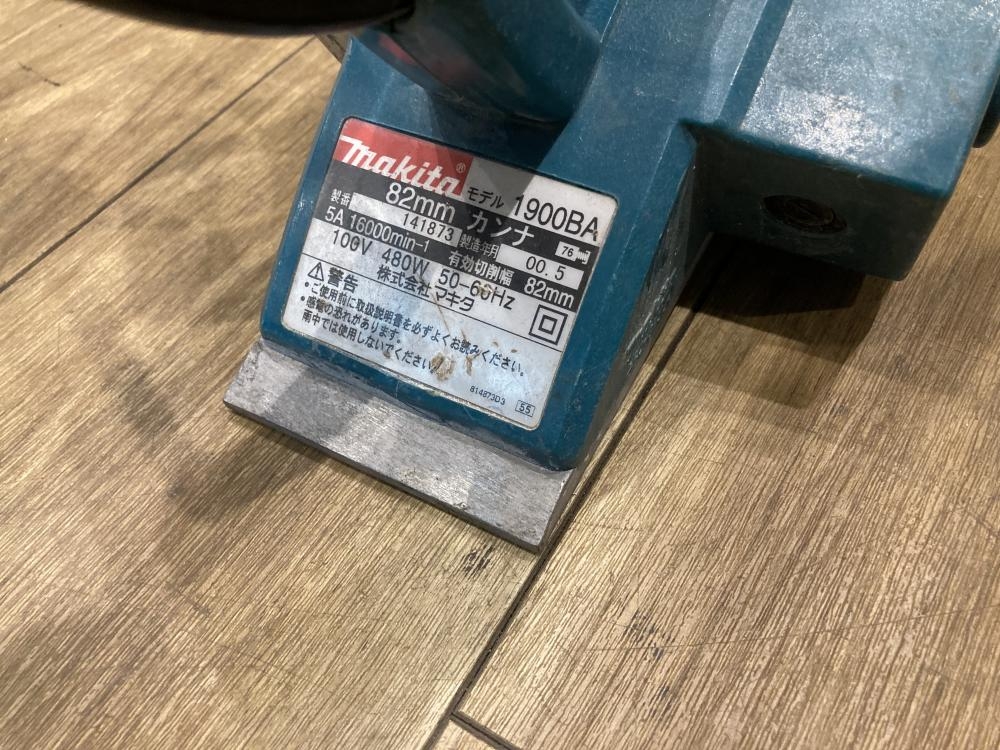 makita® モデル 1900BA
82mm カンナ 76
製番 141873 製造年月 00.5
5A 16000min-1 有効切削幅 82mm
100V 480W 50-60Hz
株式会社 マキタ
⚠警告
・ご使用前に取扱説明書を必ずよくお読みください。
・感電の恐れがあります。
雨中では使用しないでください。
814873D3 55